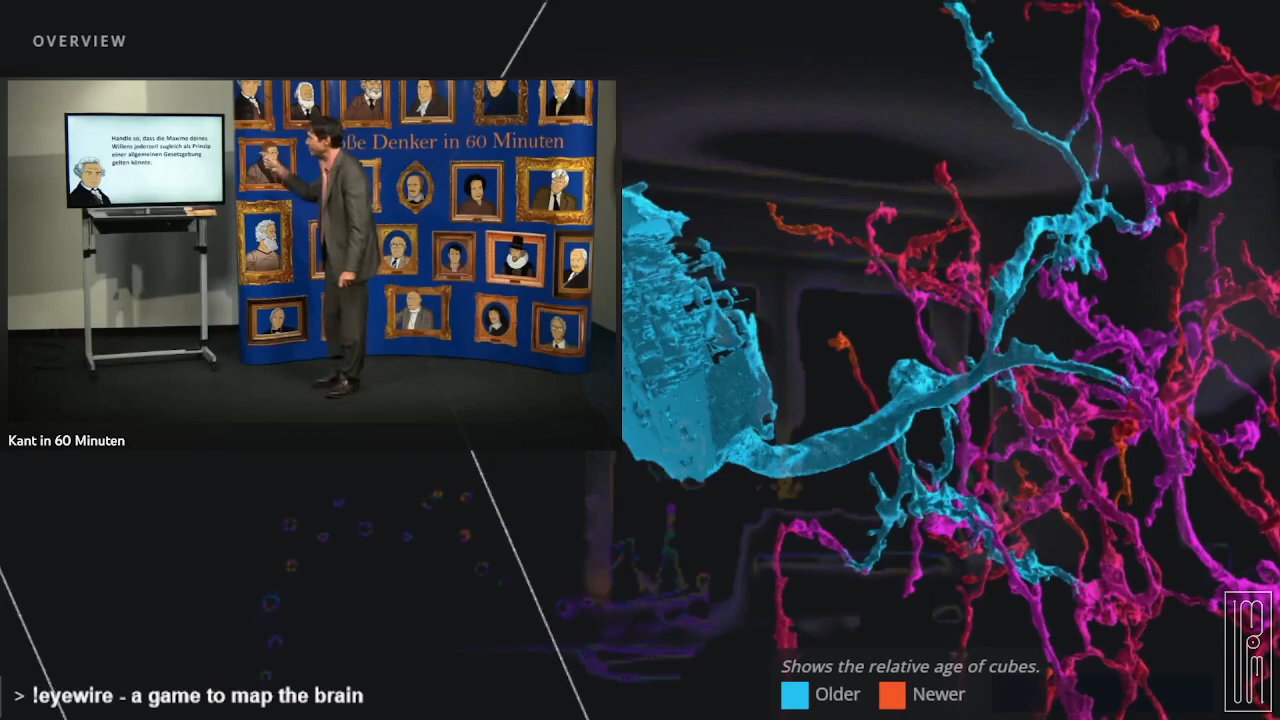 OVERVIEW
Handle so, dass die Maxime deines
Willens jederzeit zugleich als Prinzip
einer allgemeinen Gesetzgebung
gelten könnte.
ße Denker in 60 Minuten
Kant in 60 Minuten
Shows the relative age of cubes.
Older
Newer
> !eyewire - a game to map the brain